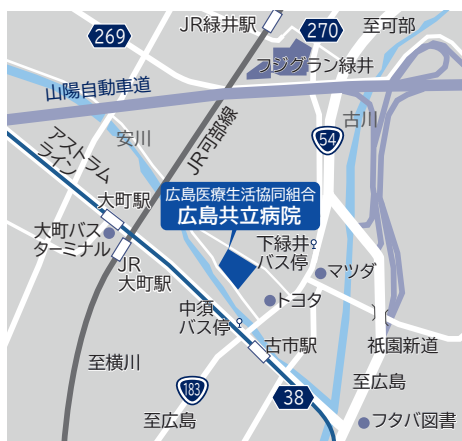 JR緑井駅
至可部
269
270
フジグラン緑井
山陽自動車道
古川
安川
JR可部線
54
アストラム
ライン
大町駅
広島医療生活協同組合
広島共立病院
大町バス
ターミナル
下緑井
バス停
JR
大町駅
マツダ
トヨタ
中須
バス停
古市駅
祇園新道
至横川
至広島
183
38
至広島
フタバ図書